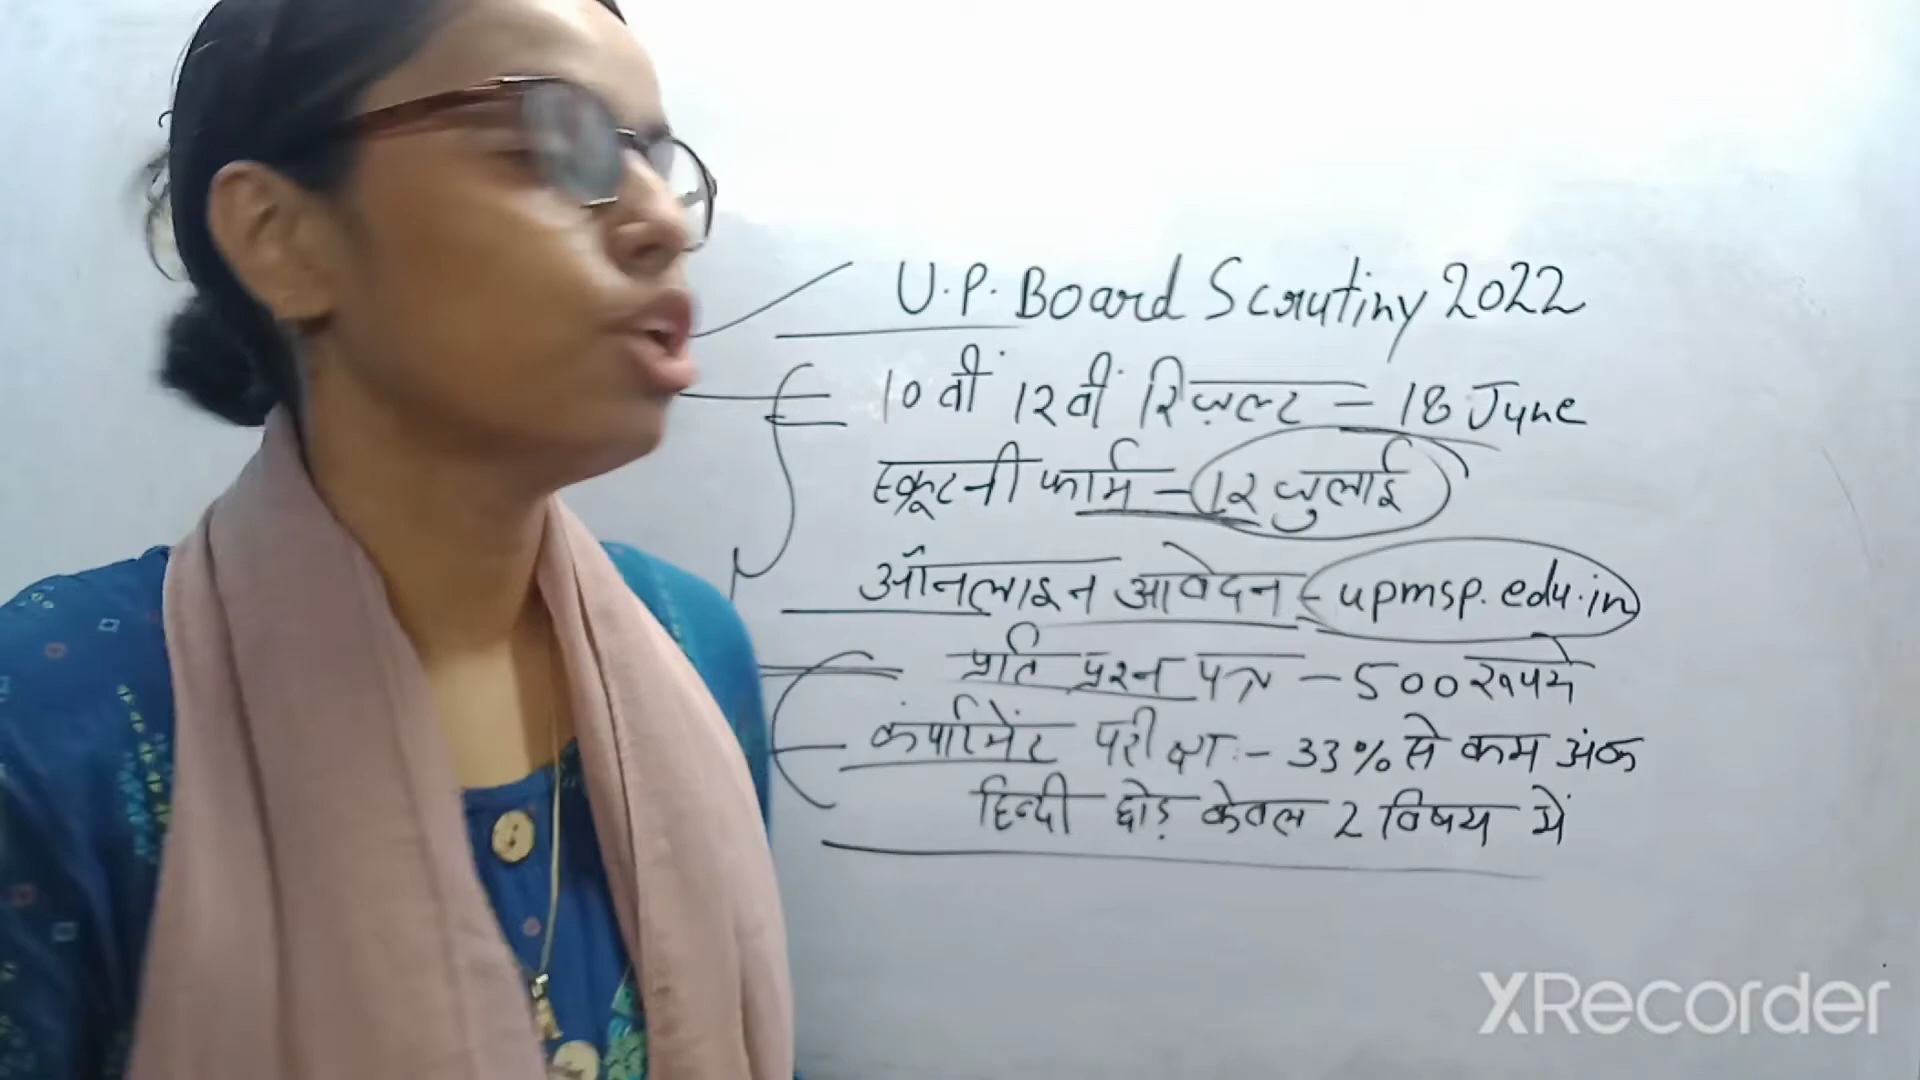 U.P. Board Scrutiny 2022
10वीं 12वीं रिज़ल्ट = 18 June
स्क्रूटनी फार्म - 12 जुलाई
ऑनलाइन आवेदन - upmsp.edu.in
प्रति प्रश्न पत्र - 500 रुपये
कंपार्टमेंट परीक्षा :- 33% से कम अंक
हिन्दी छोड़ केवल 2 विषय में
XRecorder